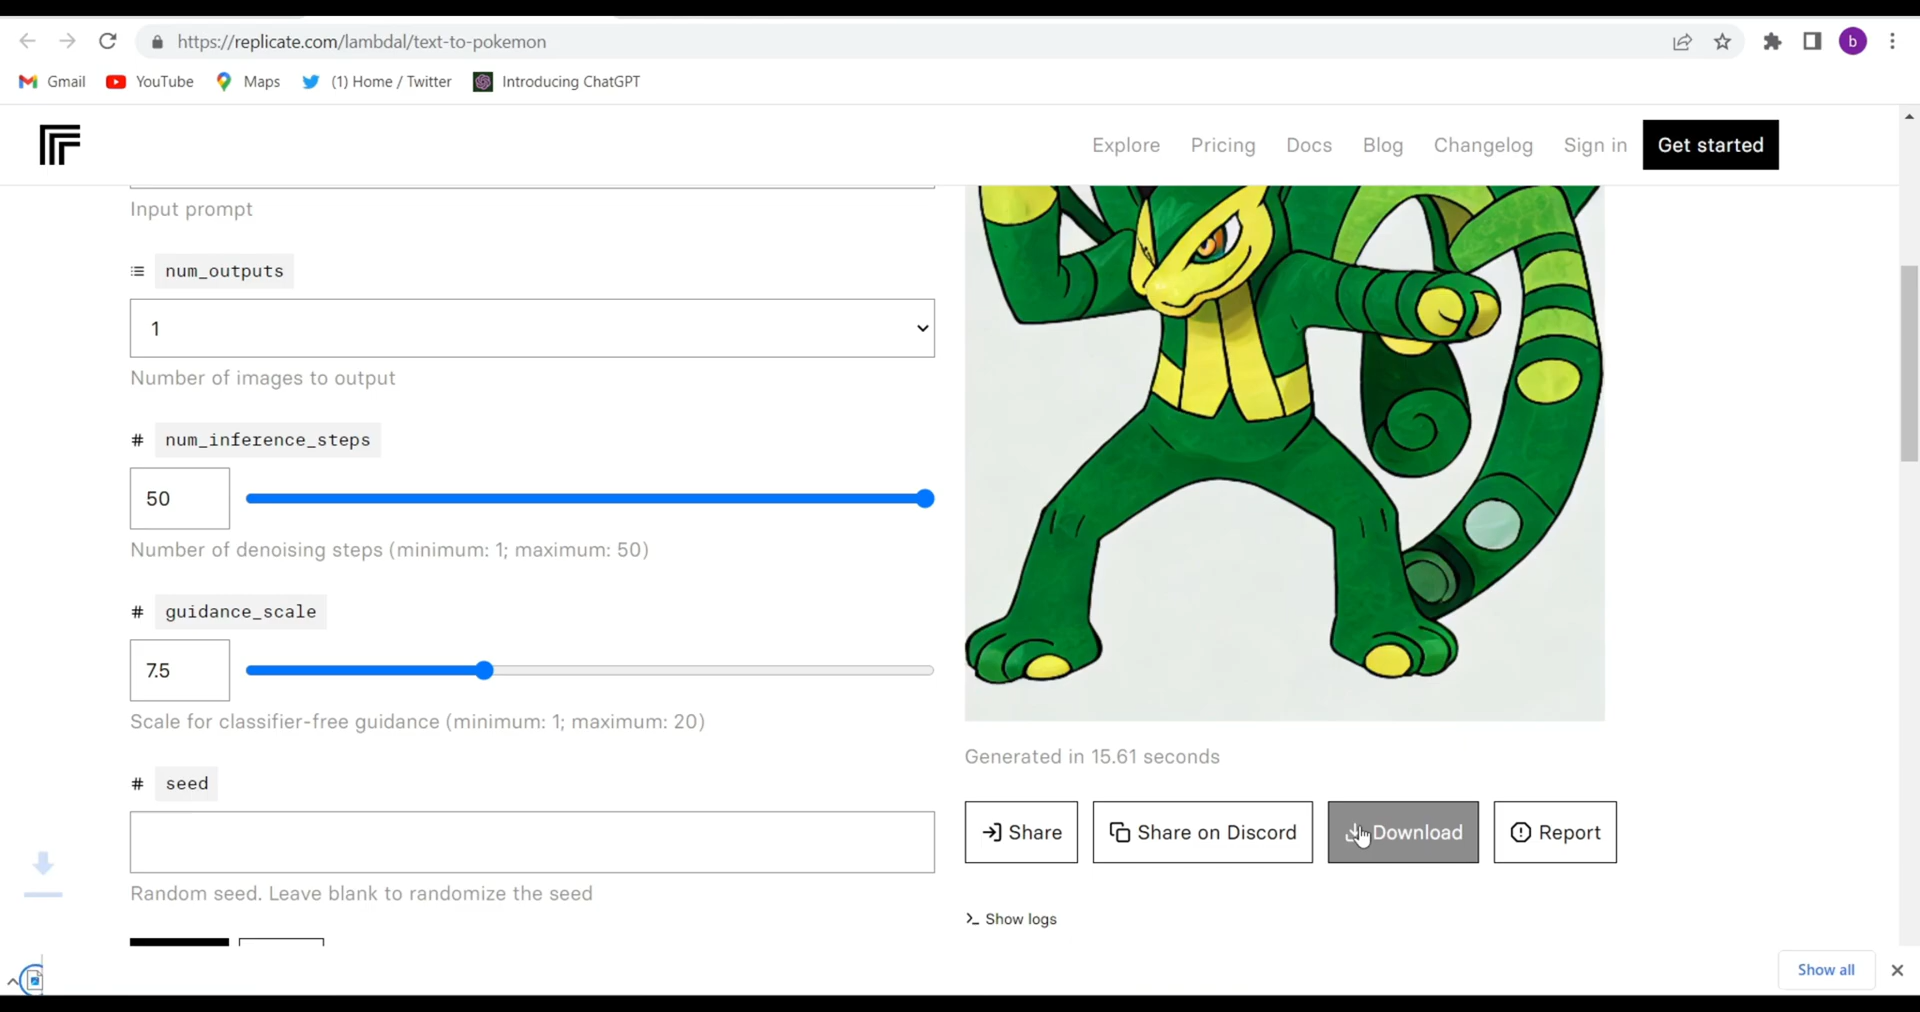 https://replicate.com/lambdal/text-to-pokemon
b
Gmail
YouTube
Maps
(1) Home / Twitter
Introducing ChatGPT
Explore
Pricing
Docs
Blog
Changelog
Sign in
Get started
Input prompt
# num_outputs
1
Number of images to output
# num_inference_steps
50
Number of denoising steps (minimum: 1; maximum: 50)
# guidance_scale
7.5
Scale for classifier-free guidance (minimum: 1; maximum: 20)
# seed
Random seed. Leave blank to randomize the seed
Generated in 15.61 seconds
Share
Share on Discord
Download
Report
>_ Show logs
Show all